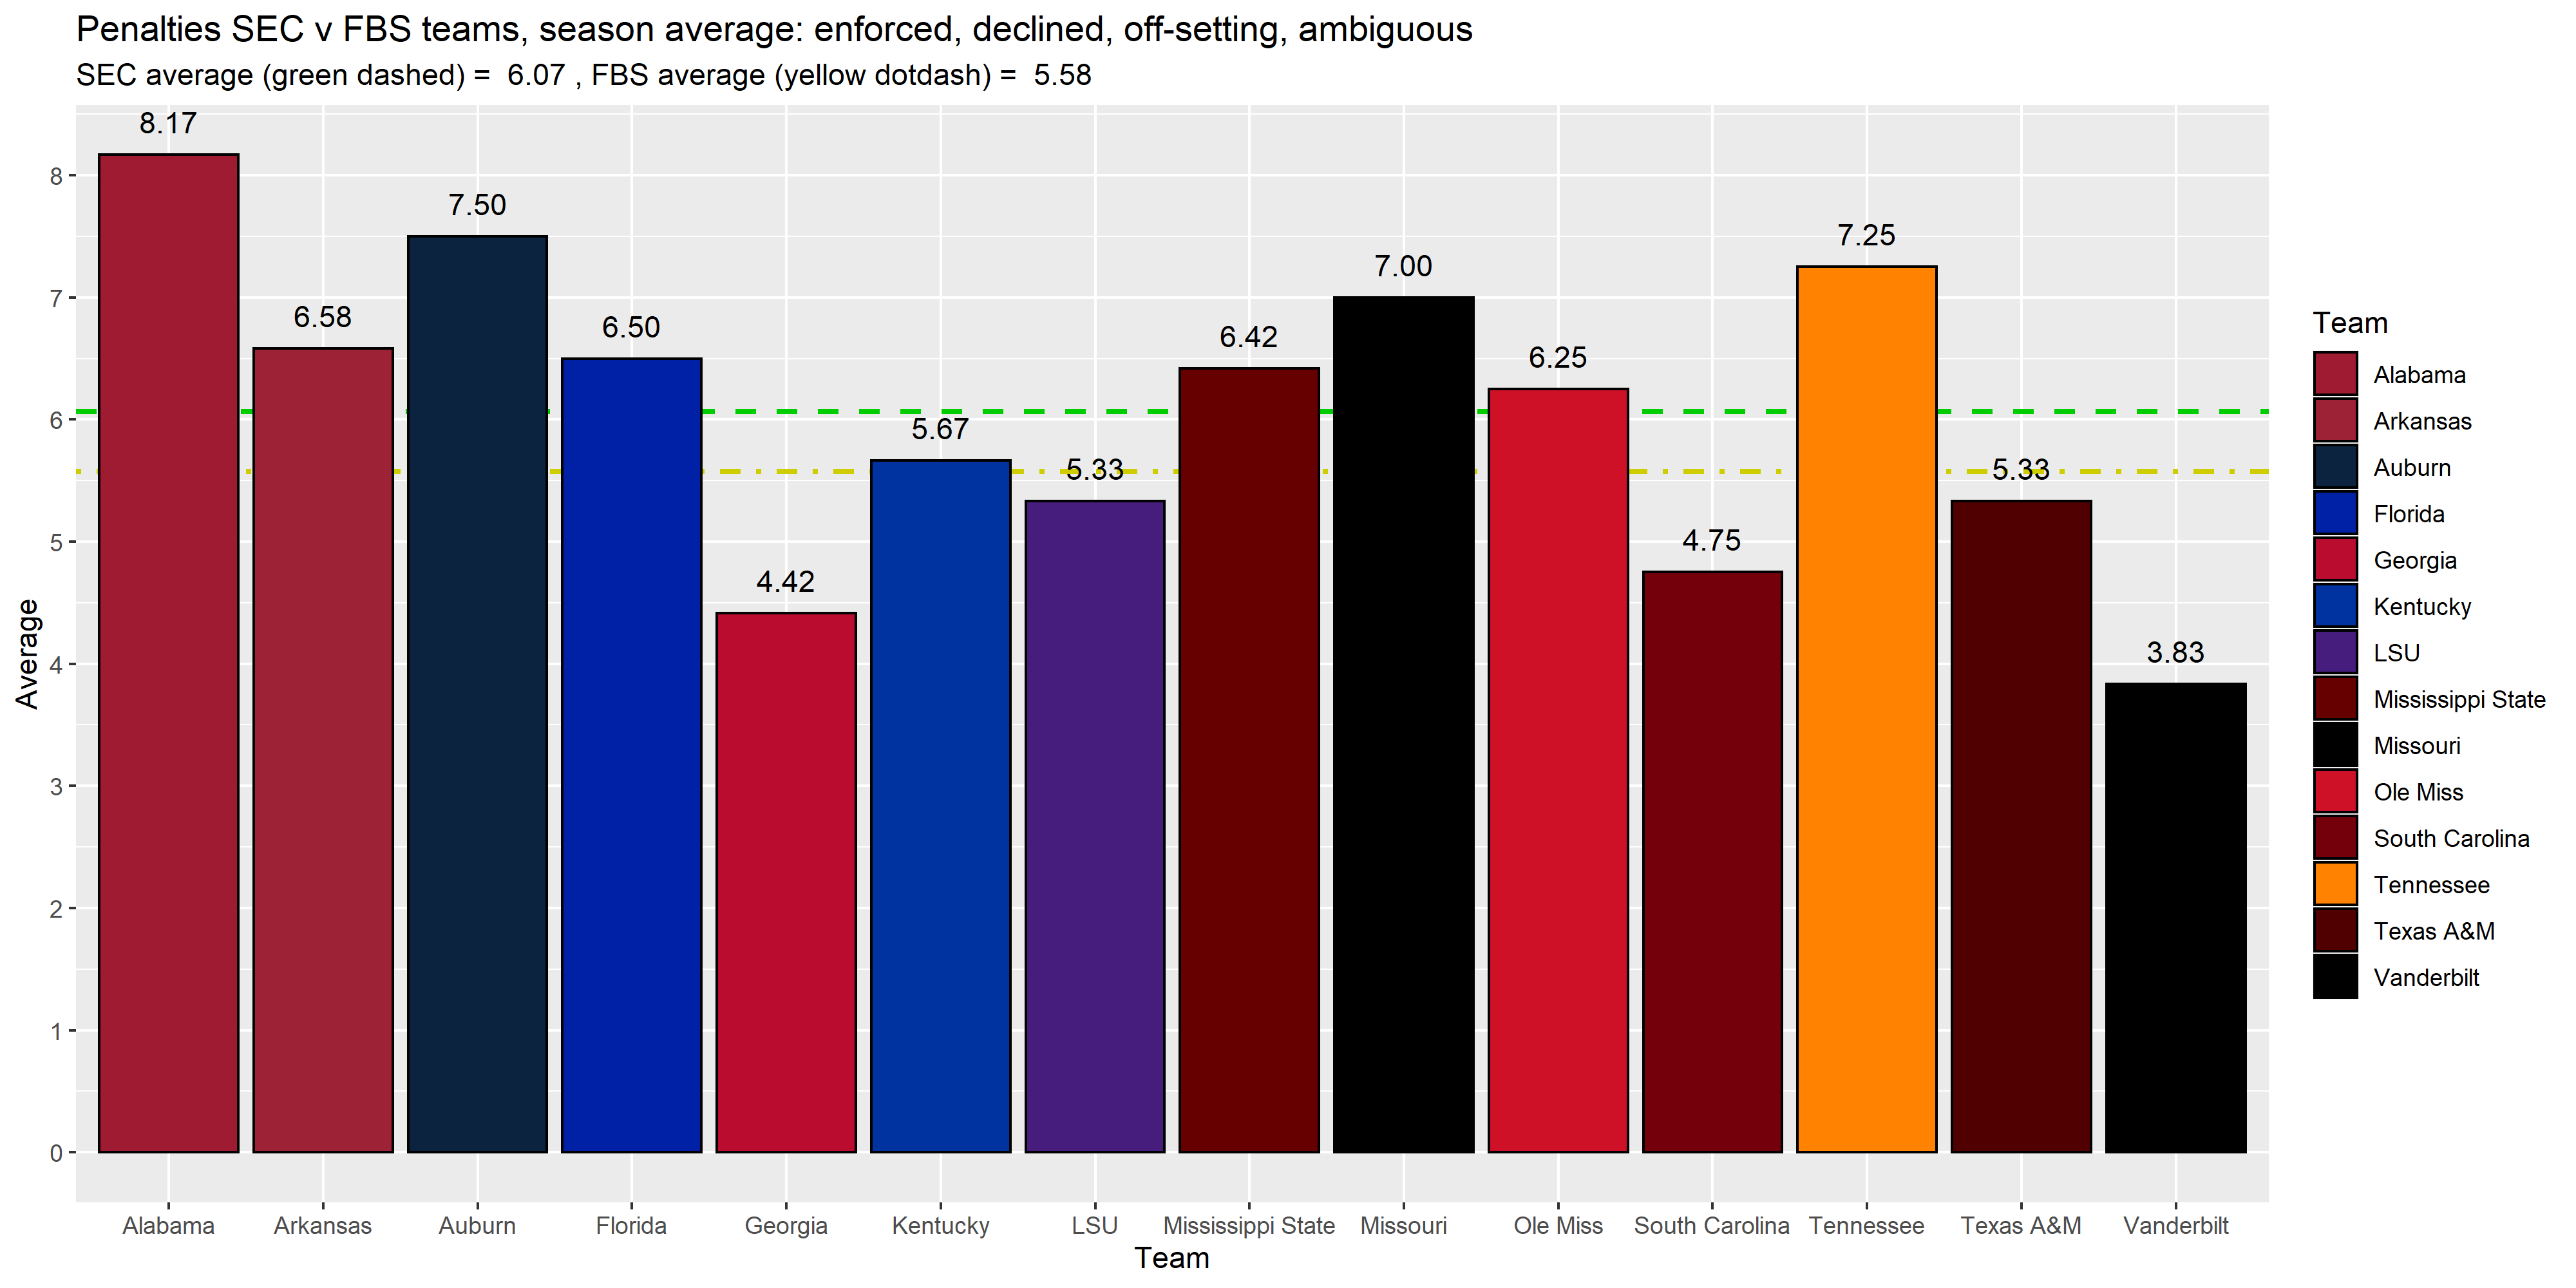 Penalties SEC v FBS teams, season average: enforced, declined, off-setting, ambiguous
SEC average (green dashed) =  6.07 , FBS average (yellow dotdash) =  5.58
Average
8
7
6
5
4
3
2
1
0
8.17
6.58
7.50
6.50
4.42
5.67
5.33
6.42
7.00
6.25
4.75
7.25
5.33
3.83
Alabama
Arkansas
Auburn
Florida
Georgia
Kentucky
LSU
Mississippi State
Missouri
Ole Miss
South Carolina
Tennessee
Texas A&M
Vanderbilt
Team
Team
Alabama
Arkansas
Auburn
Florida
Georgia
Kentucky
LSU
Mississippi State
Missouri
Ole Miss
South Carolina
Tennessee
Texas A&M
Vanderbilt